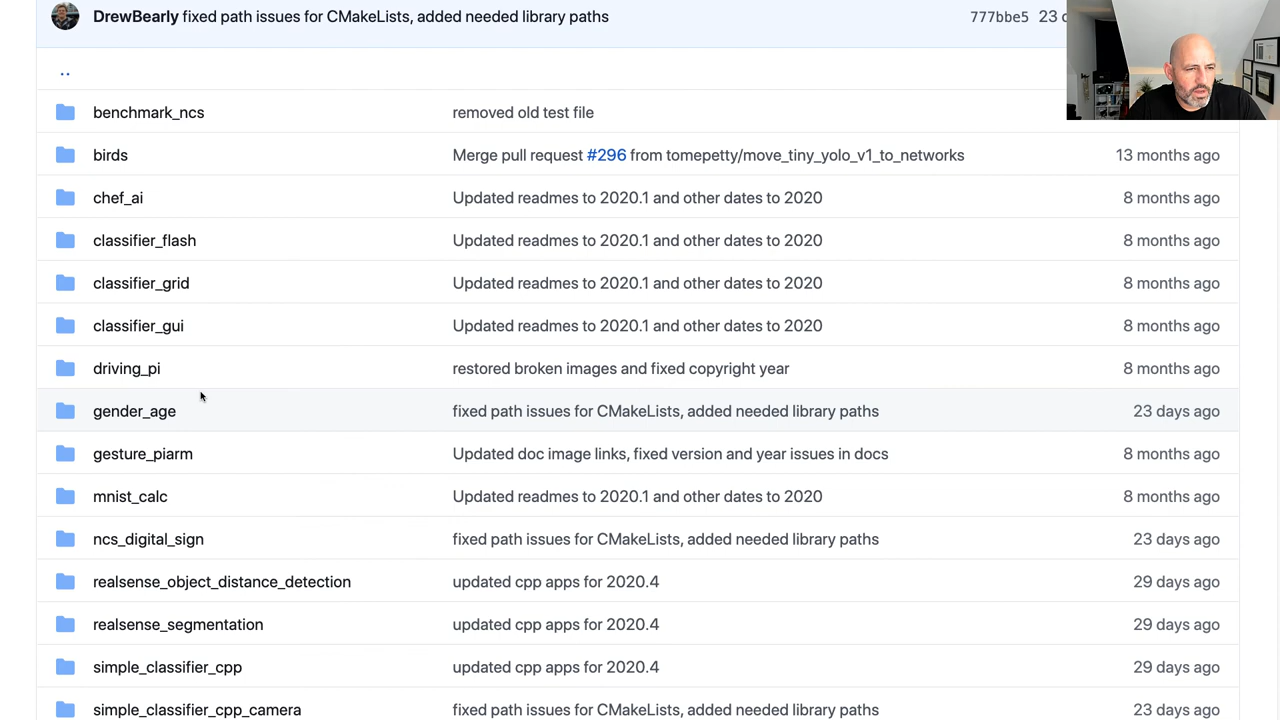 DrewBearly fixed path issues for CMakeLists, added needed library paths 777bbe5 23
..
benchmark_ncs removed old test file
birds Merge pull request #296 from tomepetty/move_tiny_yolo_v1_to_networks 13 months ago
chef_ai Updated readmes to 2020.1 and other dates to 2020 8 months ago
classifier_flash Updated readmes to 2020.1 and other dates to 2020 8 months ago
classifier_grid Updated readmes to 2020.1 and other dates to 2020 8 months ago
classifier_gui Updated readmes to 2020.1 and other dates to 2020 8 months ago
driving_pi restored broken images and fixed copyright year 8 months ago
gender_age fixed path issues for CMakeLists, added needed library paths 23 days ago
gesture_piarm Updated doc image links, fixed version and year issues in docs 8 months ago
mnist_calc Updated readmes to 2020.1 and other dates to 2020 8 months ago
ncs_digital_sign fixed path issues for CMakeLists, added needed library paths 23 days ago
realsense_object_distance_detection updated cpp apps for 2020.4 29 days ago
realsense_segmentation updated cpp apps for 2020.4 29 days ago
simple_classifier_cpp updated cpp apps for 2020.4 29 days ago
simple_classifier_cpp_camera fixed path issues for CMakeLists, added needed library paths 23 days ago